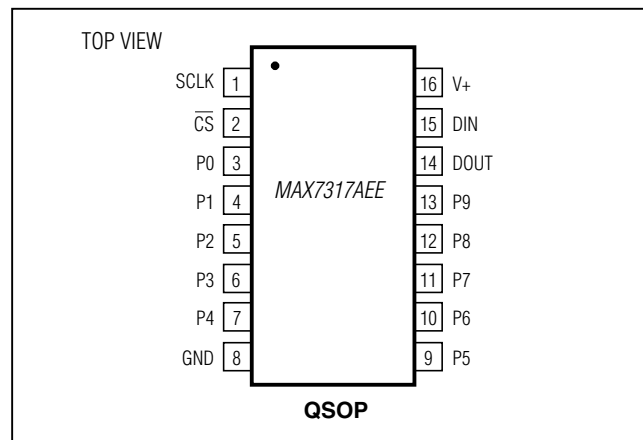 TOP VIEW
SCLK 1 16 V+
C̅S̅ 2 15 DIN
P0 3 14 DOUT
MAX7317AEE
P1 4 13 P9
P2 5 12 P8
P3 6 11 P7
P4 7 10 P6
GND 8 9 P5
QSOP